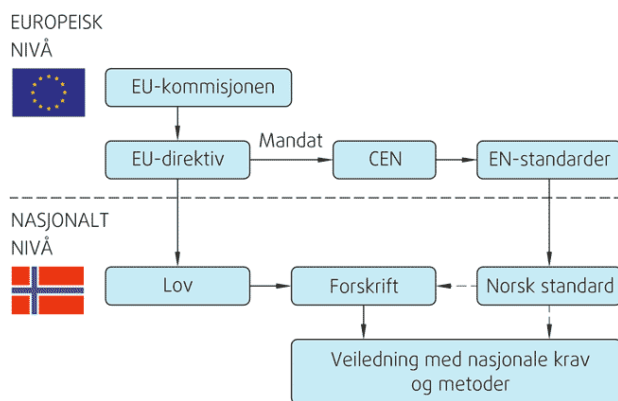 EUROPEISK
NIVÅ
EU-kommisjonen
EU-direktiv
Mandat
CEN
EN-standarder
NASJONALT
NIVÅ
Lov
Forskrift
Norsk standard
Veiledning med nasjonale krav
og metoder